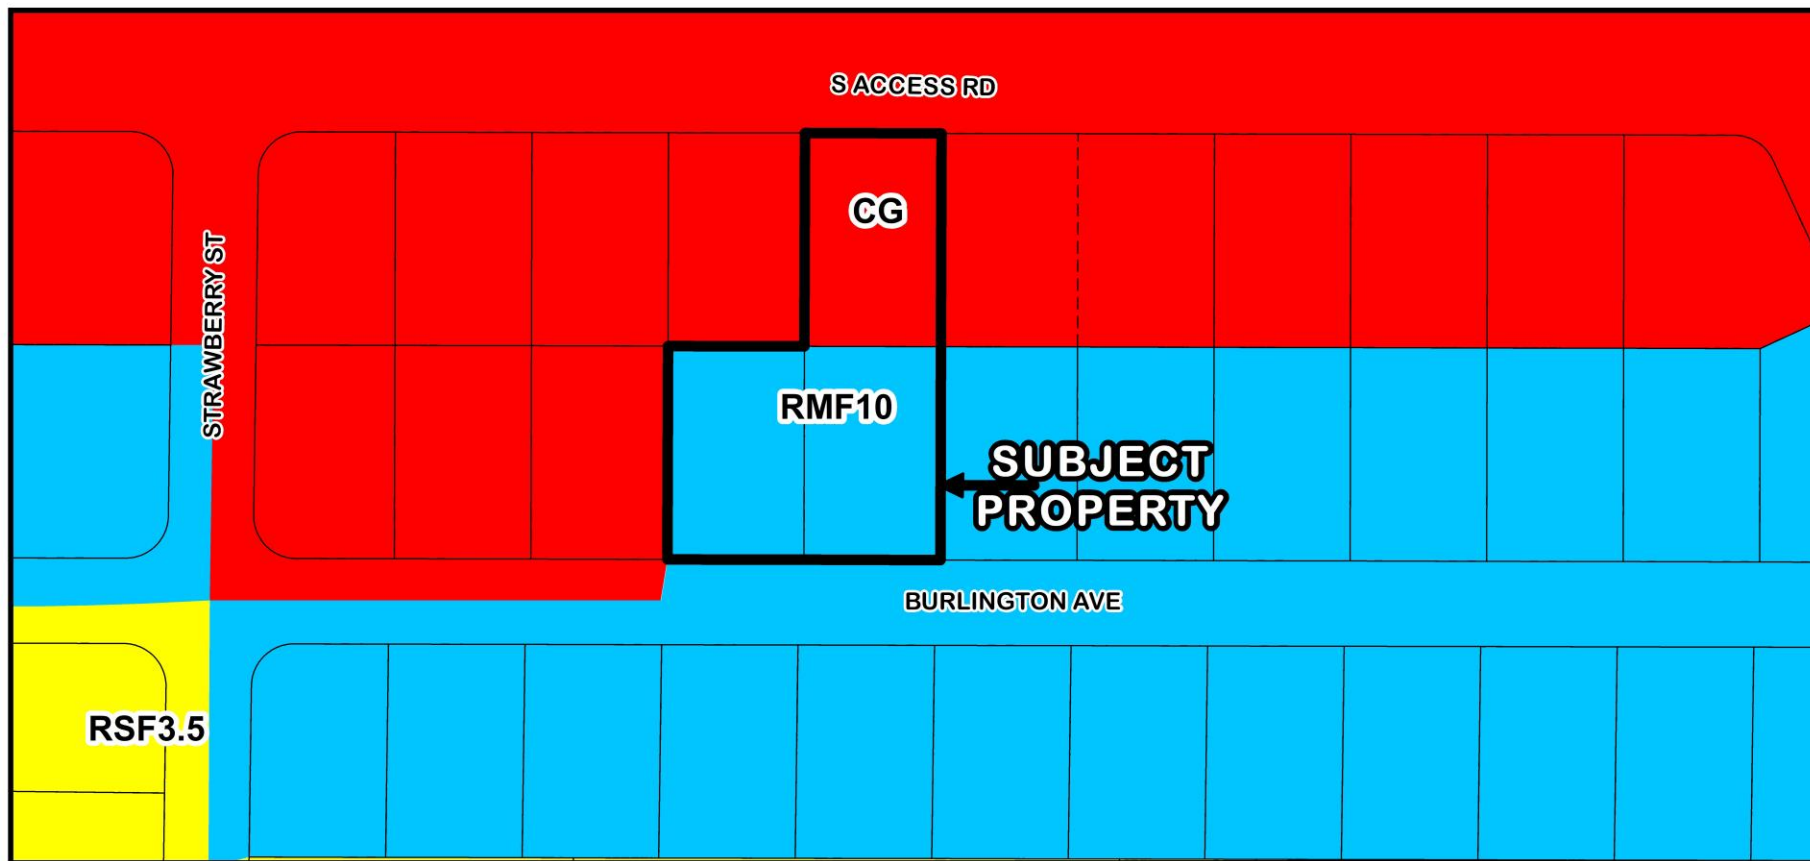 S ACCESS RD
CG
STRAWBERRY ST
RMF10
SUBJECT
PROPERTY
BURLINGTON AVE
RSF3.5